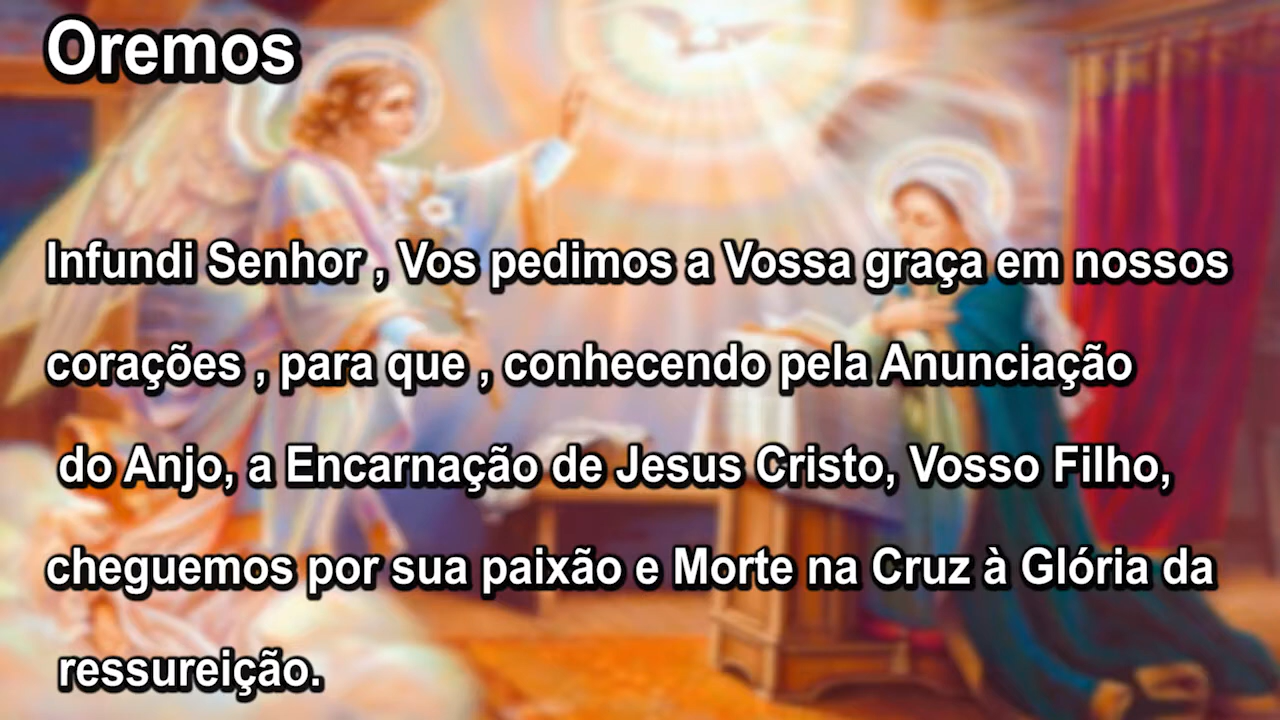 Oremos
Infundi Senhor , Vos pedimos a Vossa graça em nossos
corações , para que , conhecendo pela Anunciação
do Anjo, a Encarnação de Jesus Cristo, Vosso Filho,
cheguemos por sua paixão e Morte na Cruz à Glória da
ressureição.